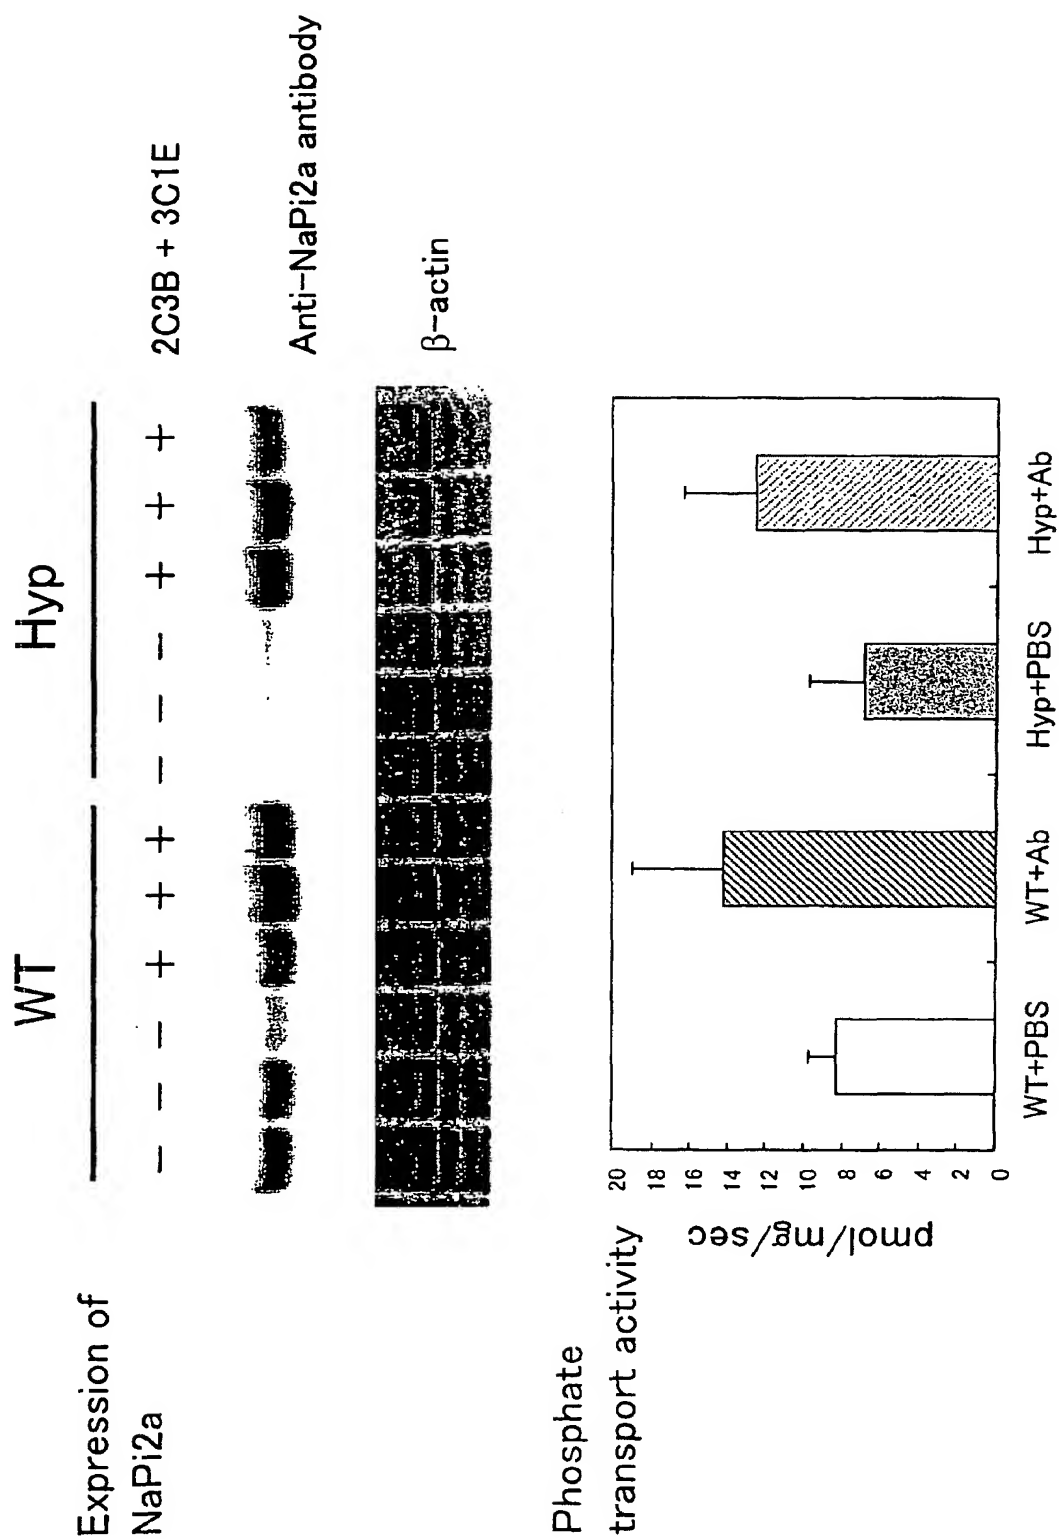 WT Hyp
Expression of
NaPi2a
− − − + + + − − − + + + 2C3B + 3C1E
Anti-NaPi2a antibody
β-actin
Phosphate
transport activity
pmol/mg/sec
20
18
16
14
12
10
8
6
4
2
0
WT+PBS WT+Ab Hyp+PBS Hyp+Ab